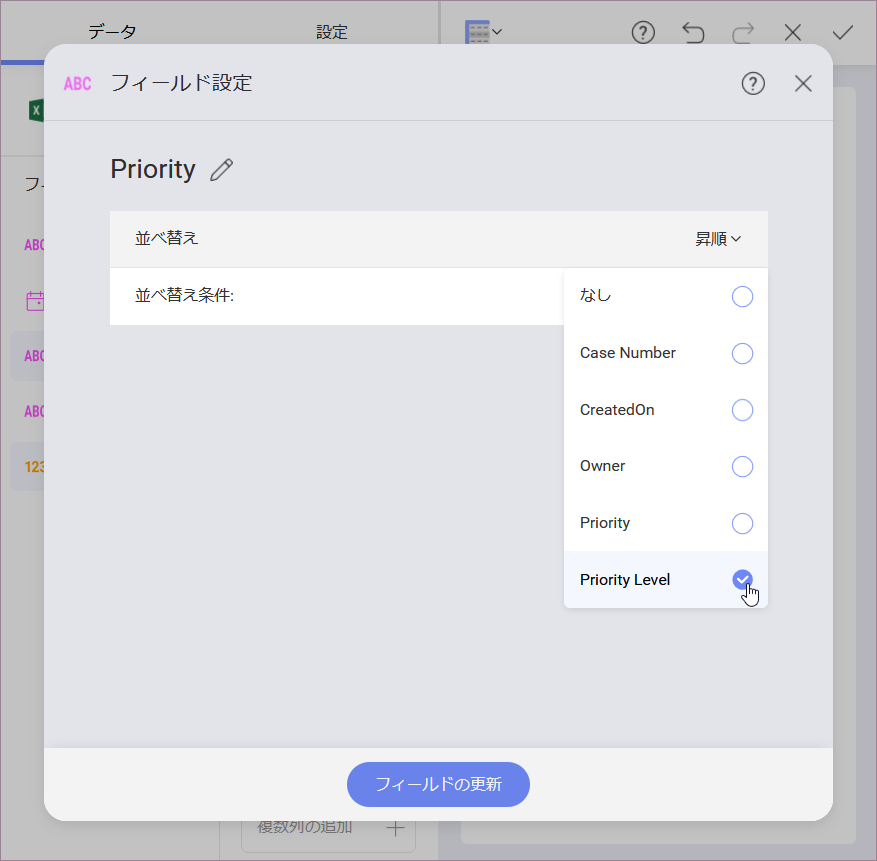 データ
設定
ABC フィールド設定
Priority
並べ替え 昇順
並べ替え条件:
なし
Case Number
CreatedOn
Owner
Priority
Priority Level
フィールドの更新
フ
ABC
ABC
ABC
123
複数列の追加